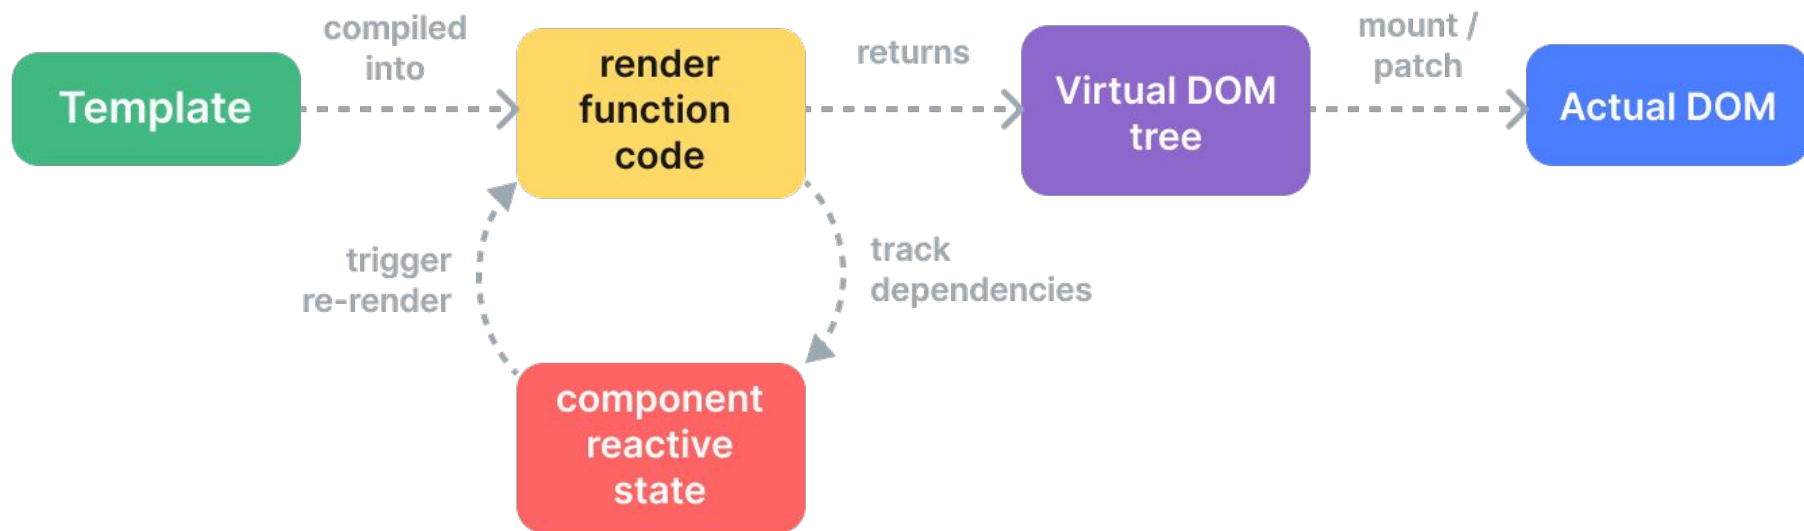 compiled
into
returns
mount /
patch
Template
render
function
code
Virtual DOM
tree
Actual DOM
trigger
re-render
track
dependencies
component
reactive
state